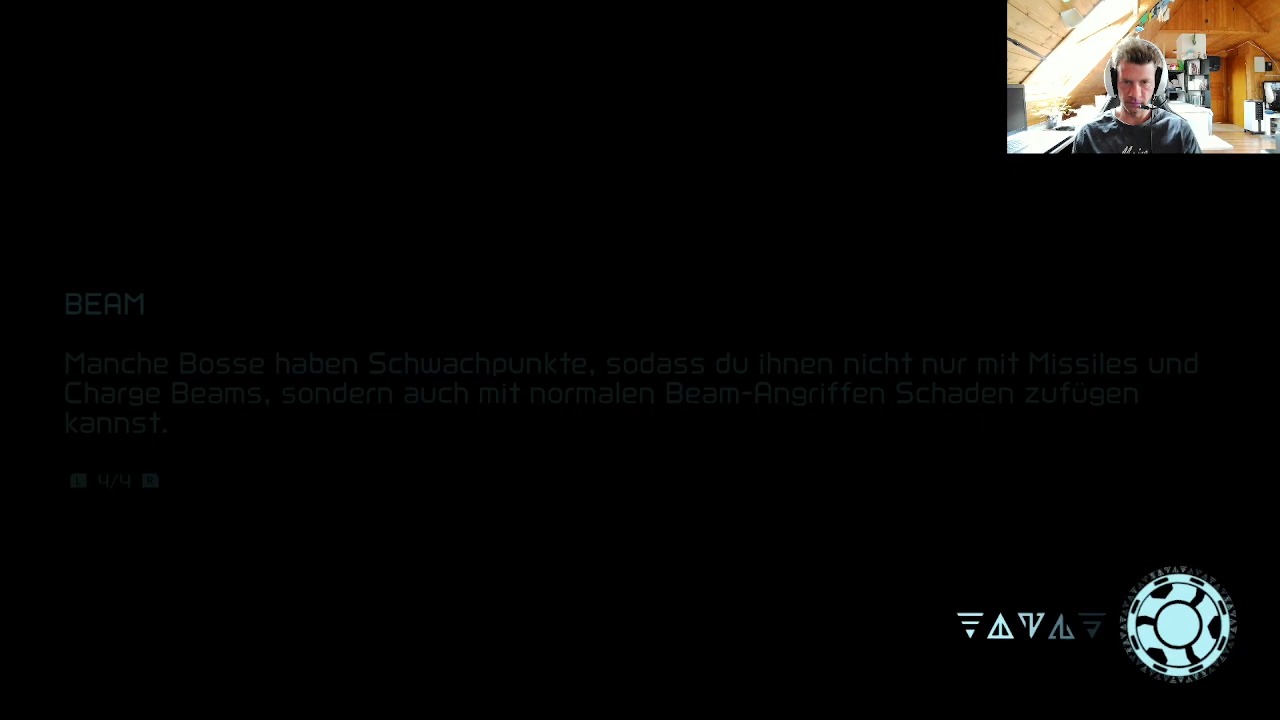 BEAM
Manche Bosse haben Schwachpunkte, sodass du ihnen nicht nur mit Missiles und
Charge Beams, sondern auch mit normalen Beam-Angriffen Schaden zufügen
kannst.
L 4/4 R